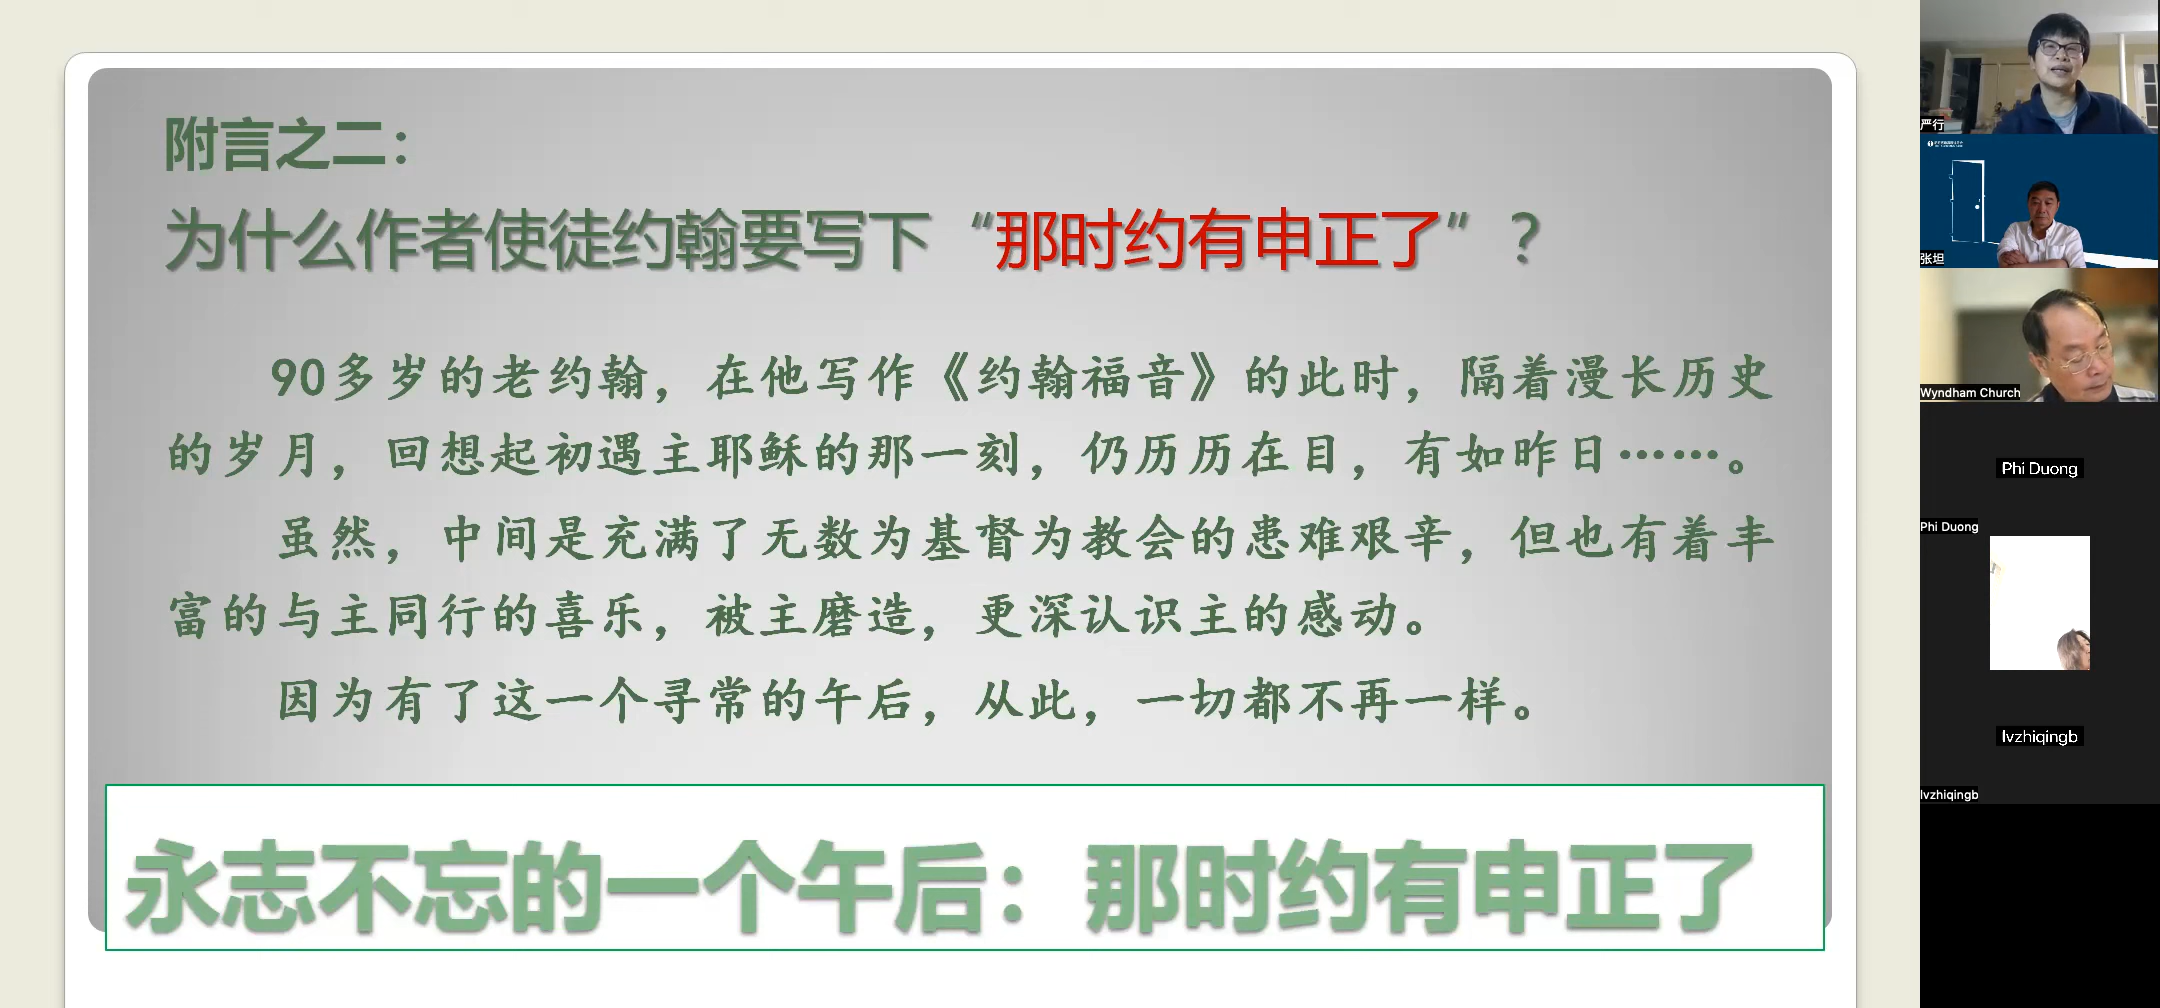 附言之二：
为什么作者使徒约翰要写下“那时约有申正了”？
90多岁的老约翰，在他写作《约翰福音》的此时，隔着漫长历史
的岁月，回想起初遇主耶稣的那一刻，仍历历在目，有如昨日……。
虽然，中间是充满了无数为基督为教会的患难艰辛，但也有着丰
富的与主同行的喜乐，被主磨造，更深认识主的感动。
因为有了这一个寻常的午后，从此，一切都不再一样。
永志不忘的一个午后：那时约有申正了
严行
张坦
Wyndham Church
Phi Duong
Phi Duong
lvzhiqingb
lvzhiqingb